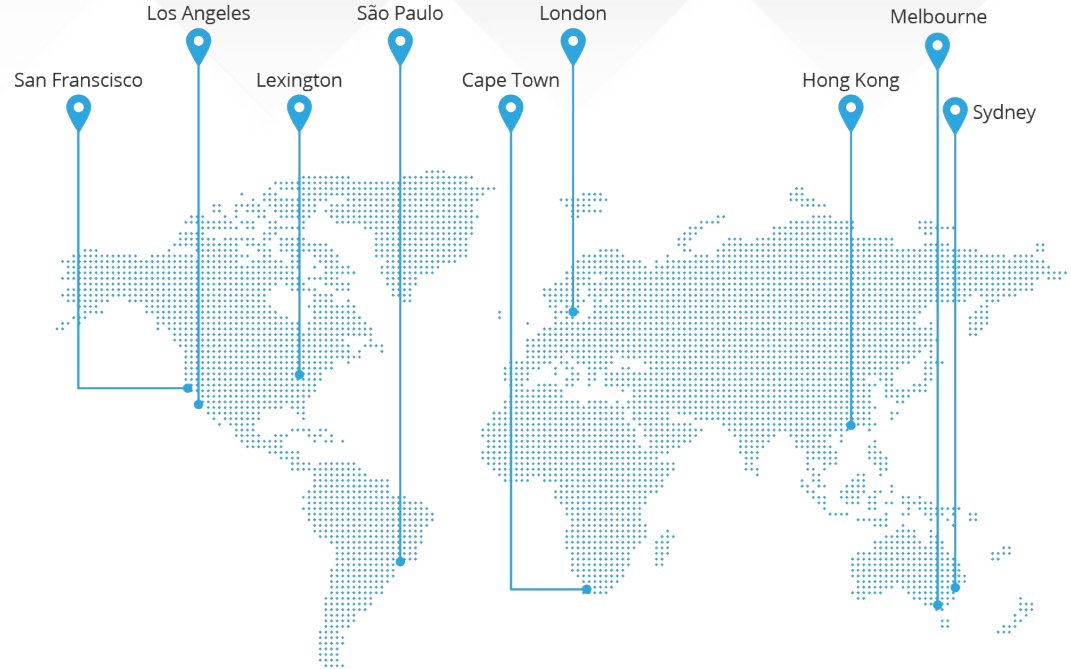 Los Angeles
São Paulo
London
Melbourne
San Franscisco
Lexington
Cape Town
Hong Kong
Sydney